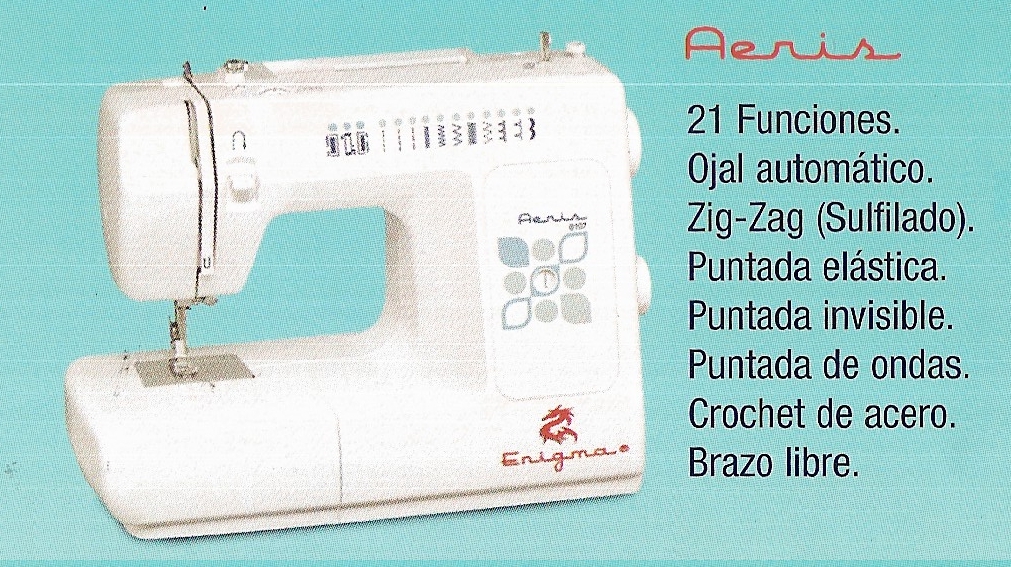 Aeris
21 Funciones.
Ojal automático.
Zig-Zag (Sulfilado).
Puntada elástica.
Puntada invisible.
Puntada de ondas.
Crochet de acero.
Brazo libre.
Aeris
Enigma